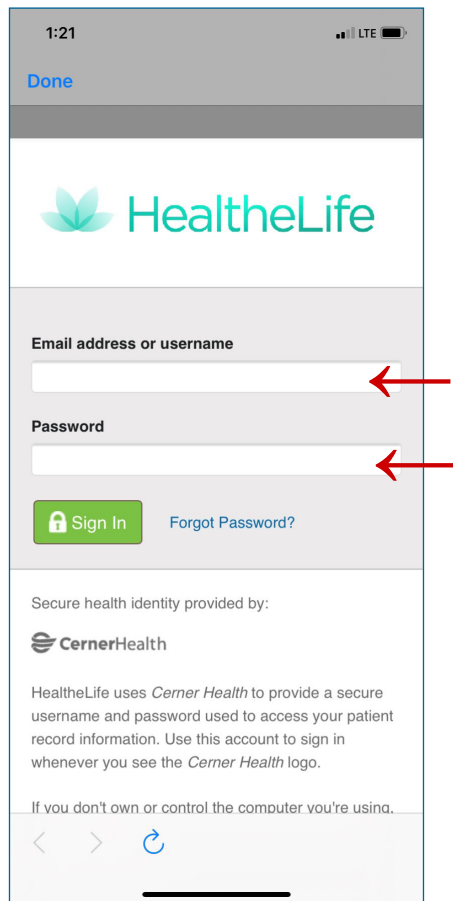 1:21 LTE
Done
HealtheLife
Email address or username
Password
Sign In Forgot Password?
Secure health identity provided by:
CernerHealth
HealtheLife uses Cerner Health to provide a secure
username and password used to access your patient
record information. Use this account to sign in
whenever you see the Cerner Health logo.
If you don't own or control the computer you're using,